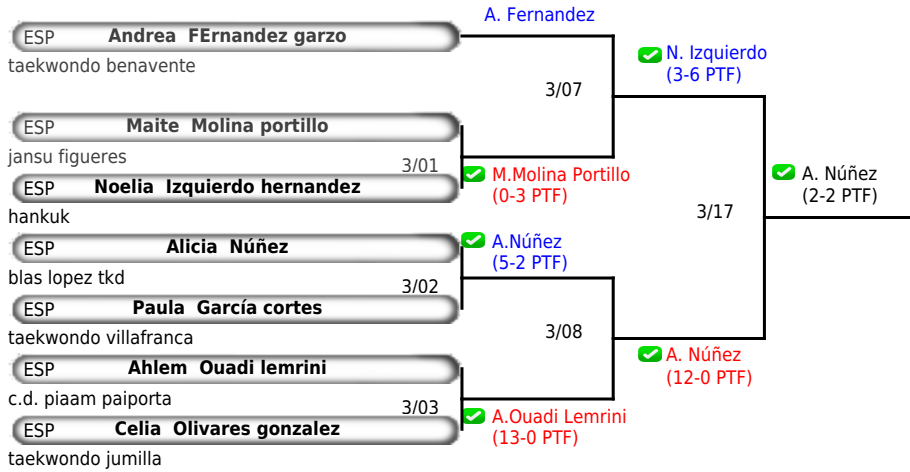 A. Fernandez
ESP Andrea FErnandez garzo
taekwondo benavente
N. Izquierdo
(3-6 PTF)
3/07
ESP Maite Molina portillo
jansu figueres
3/01
M.Molina Portillo
(0-3 PTF)
A. Núñez
(2-2 PTF)
ESP Noelia Izquierdo hernandez
hankuk
3/17
ESP Alicia Núñez
A.Núñez
(5-2 PTF)
blas lopez tkd
3/02
ESP Paula García cortes
taekwondo villafranca
3/08
ESP Ahlem Ouadi lemrini
A. Núñez
(12-0 PTF)
c.d. piaam paiporta
3/03
A.Ouadi Lemrini
(13-0 PTF)
ESP Celia Olivares gonzalez
taekwondo jumilla